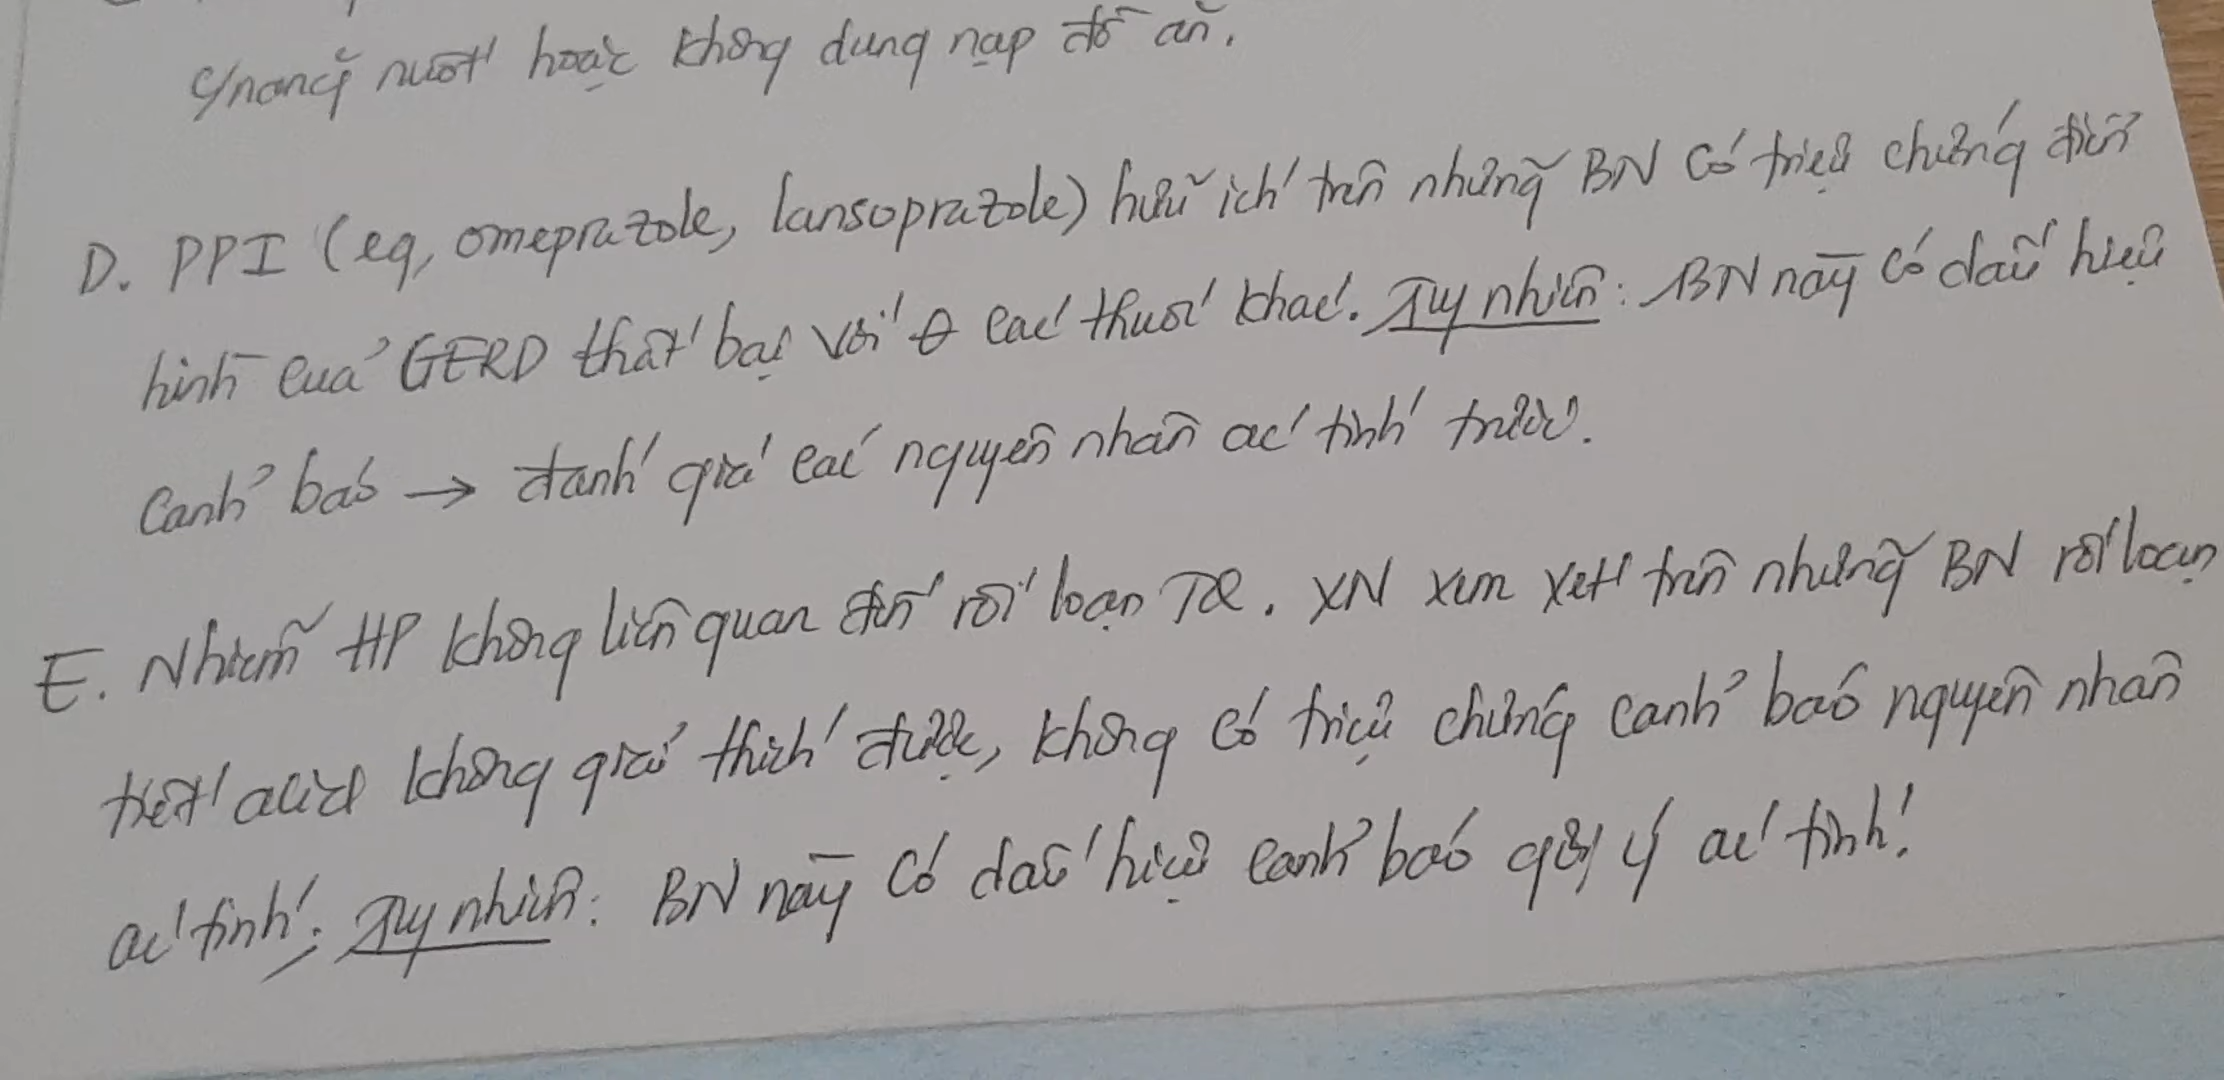 c/năng nuốt hoặc không dung nạp đồ ăn.
D. PPI (eg, omeprazole, lansoprazole) hữu ích trên những BN có triệu chứng điển
hình của GERD thất bại với θ các thuốc khác. Tuy nhiên: BN này có dấu hiệu
cảnh báo → đánh giá các nguyên nhân ác tính trước.
E. Nhiễm HP không liên quan đến rối loạn TQ. XN xem xét trên những BN rối loạn
tiết acid không giải thích được, không có triệu chứng cảnh báo nguyên nhân
ác tính; Tuy nhiên: BN này có dấu hiệu cảnh báo gợi ý ác tính!